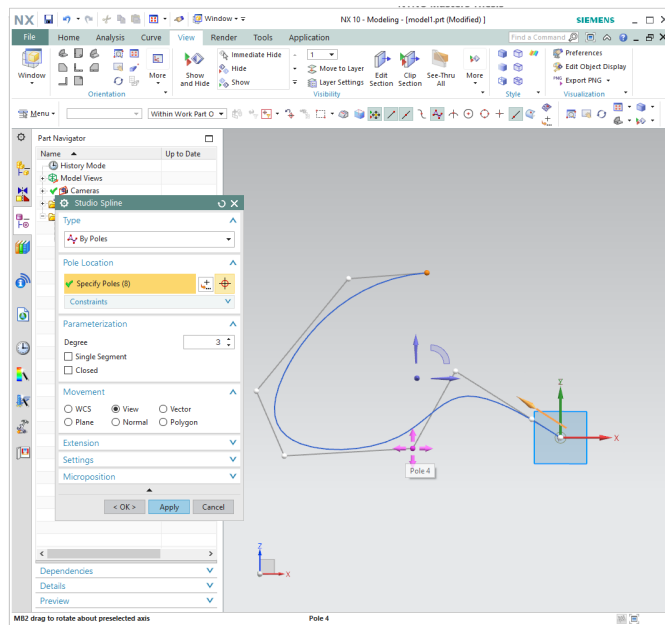 NX Window NX 10 - Modeling - [model1.prt (Modified) ] SIEMENS
File Home Analysis Curve View Render Tools Application Find a Command
Window More Show and Hide Immediate Hide Hide Show 1 Move to Layer Layer Settings Edit Section Clip Section See-Thru All More Preferences Edit Object Display PNG Export PNG
Orientation Visibility Style Visualization
Menu Within Work Part O
Part Navigator
Name Up to Date
History Mode
Model Views
Cameras
Studio Spline
Type
By Poles
Pole Location
Specify Poles (8)
Constraints
Parameterization
Degree 3
Single Segment
Closed
Movement
WCS View Vector
Plane Normal Polygon
Extension
Settings
Microposition
< OK > Apply Cancel
Z
X
Pole 4
Z
X
Dependencies
Details
Preview
MB2 drag to rotate about preselected axis Pole 4